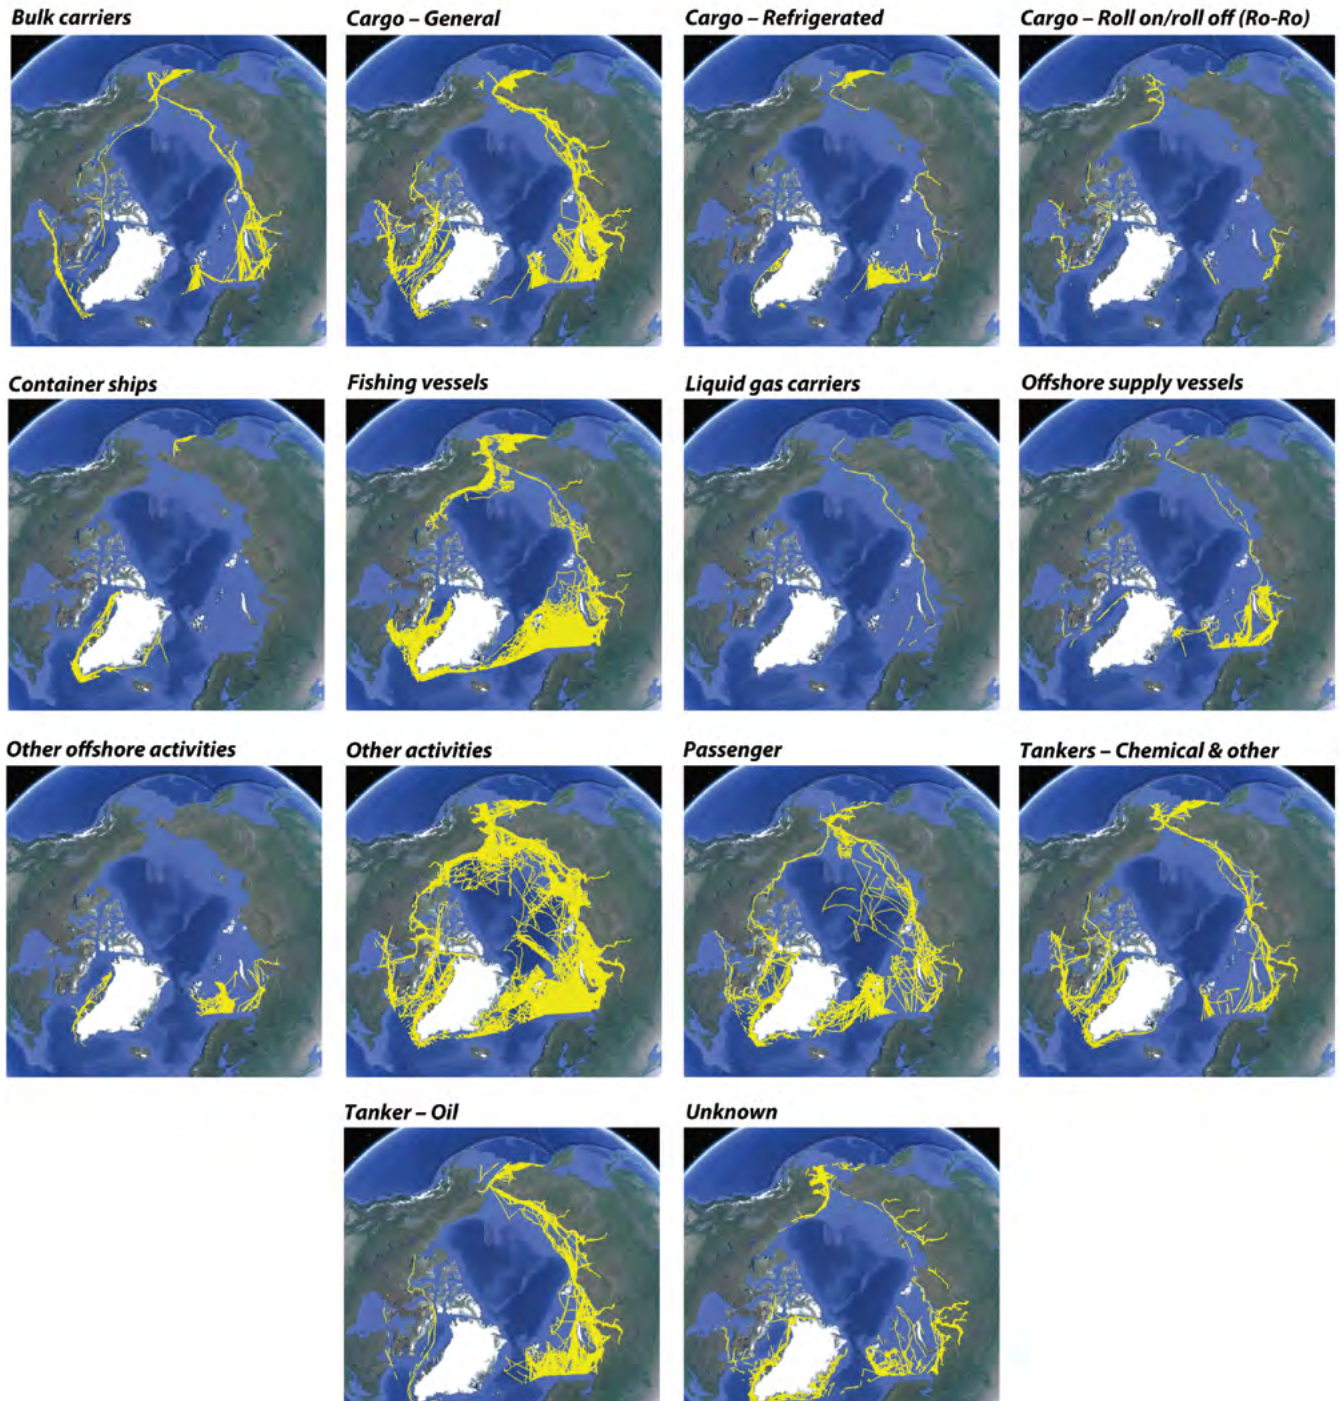 Bulk carriers
Cargo – General
Cargo – Refrigerated
Cargo – Roll on/roll off (Ro-Ro)
Container ships
Fishing vessels
Liquid gas carriers
Offshore supply vessels
Other offshore activities
Other activities
Passenger
Tankers – Chemical & other
Tanker – Oil
Unknown